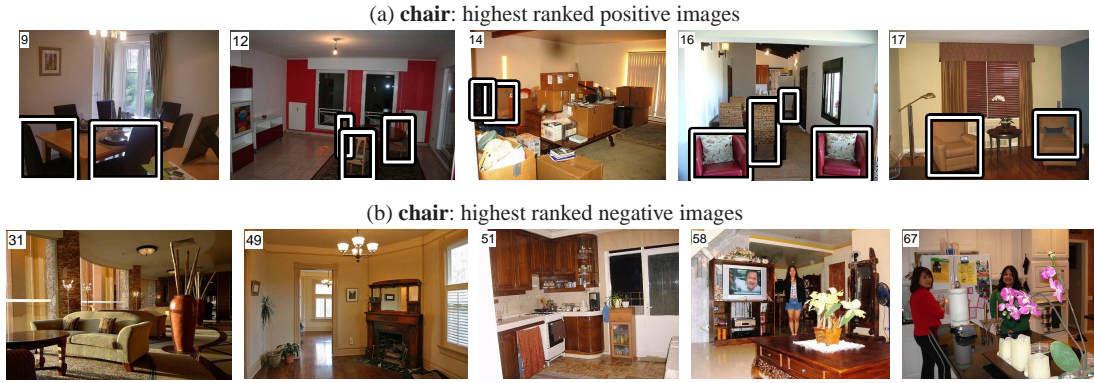 (a) chair: highest ranked positive images
9 12 14 16 17
(b) chair: highest ranked negative images
31 49 51 58 67